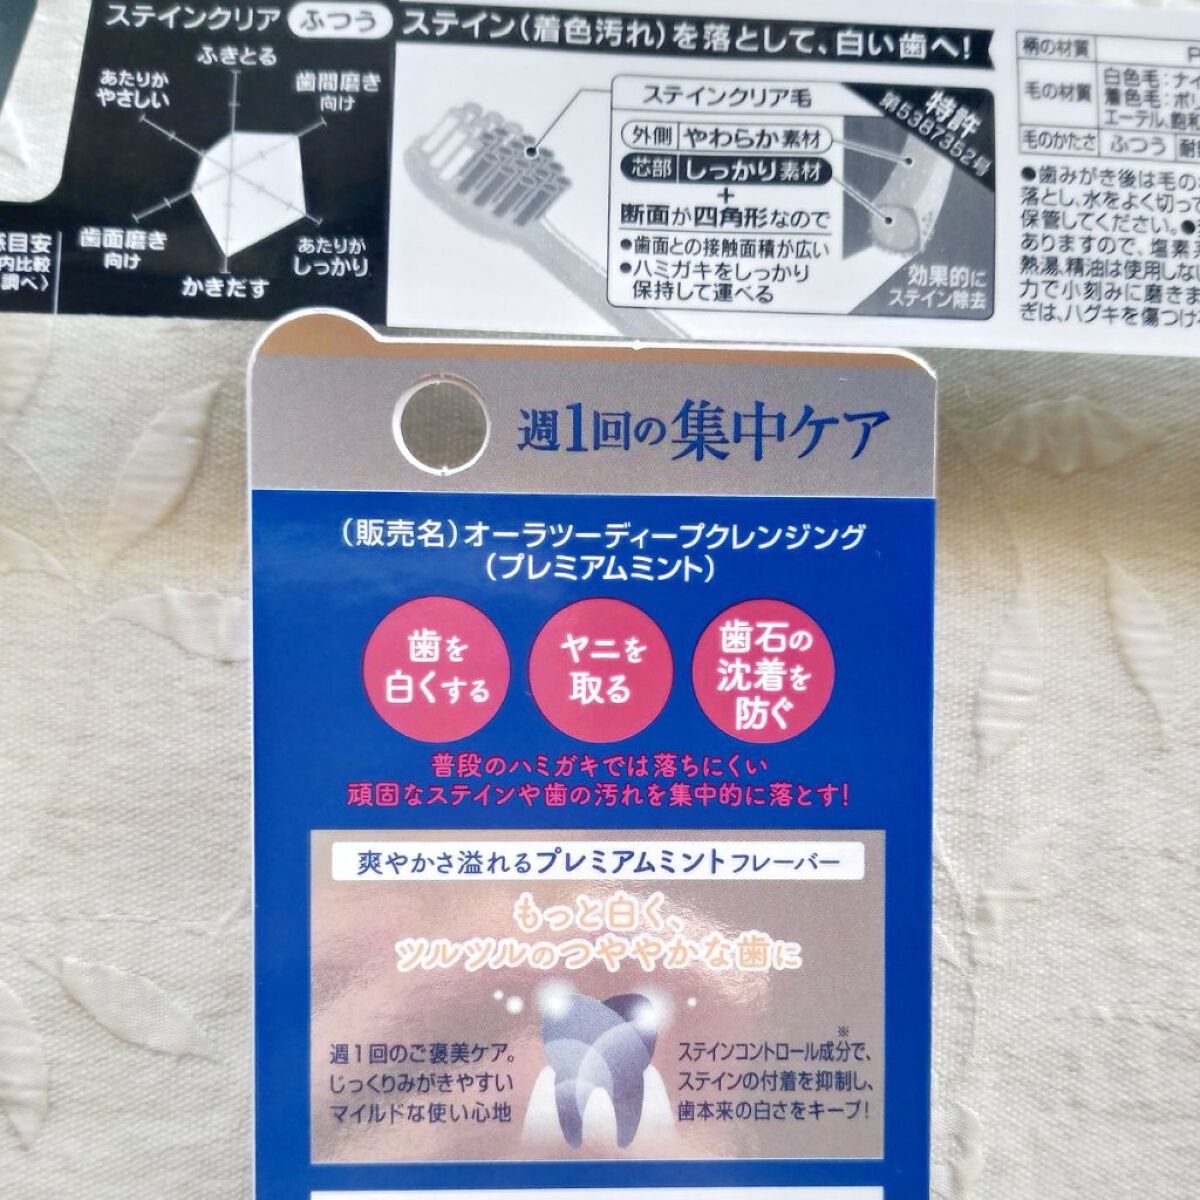 ステインクリア ふつう
ふきとる
歯間磨き
向け
あたりが
しっかり
かきだす
歯面磨き
向け
あたりが
やさしい
目安
内比較
調べ〉
ステイン(着色汚れ)を落として、白い歯へ!
ステインクリア毛
外側 やわらか素材
芯部 しっかり素材
+
断面が四角形なので
●歯面との接触面積が広い
●ハミガキをしっかり
保持して運べる
特許
第5367352号
効果的に
ステイン除去
柄の材質 P
毛の材質 白色毛:ナイ
着色毛:ポリ
エーテル、飽和
毛のかたさ ふつう 耐
●歯みがき後は毛の
落とし、水をよく切って
保管してください。●
ありますので、塩素系
熱湯、精油は使用しない
力で小刻みに磨きま
ぎは、ハグキを傷つけ
週1回の集中ケア
(販売名)オーラツーディープクレンジング
(プレミアムミント)
歯を
白くする
ヤニを
取る
歯石の
沈着を
防ぐ
普段のハミガキでは落ちにくい
頑固なステインや歯の汚れを集中的に落とす!
爽やかさ溢れるプレミアムミントフレーバー
もっと白く、
ツルツルのつややかな歯に
週1回のご褒美ケア。
じっくりみがきやすい
マイルドな使い心地
ステインコントロール成分※で、
ステインの付着を抑制し、
歯本来の白さをキープ!